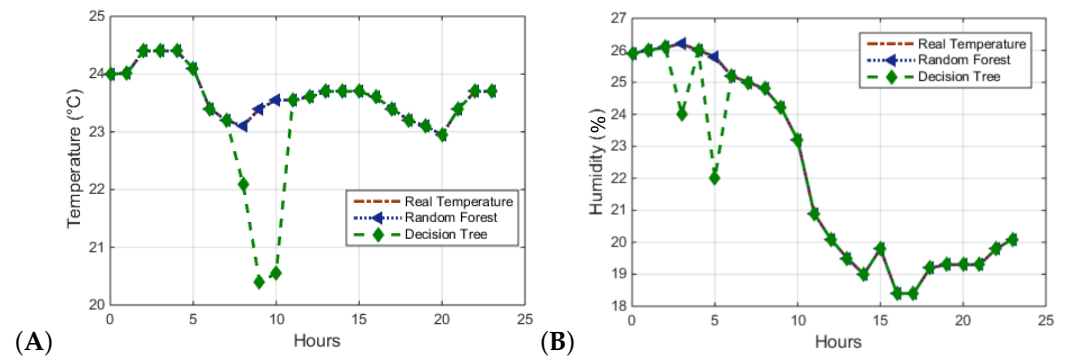 25
24
23
22
21
20
Temperature (°C)
Real Temperature
Random Forest
Decision Tree
0 5 10 15 20 25
Hours
(A)
27
26
25
24
23
22
21
20
19
18
Humidity (%)
Real Temperature
Random Forest
Decision Tree
0 5 10 15 20 25
Hours
(B)